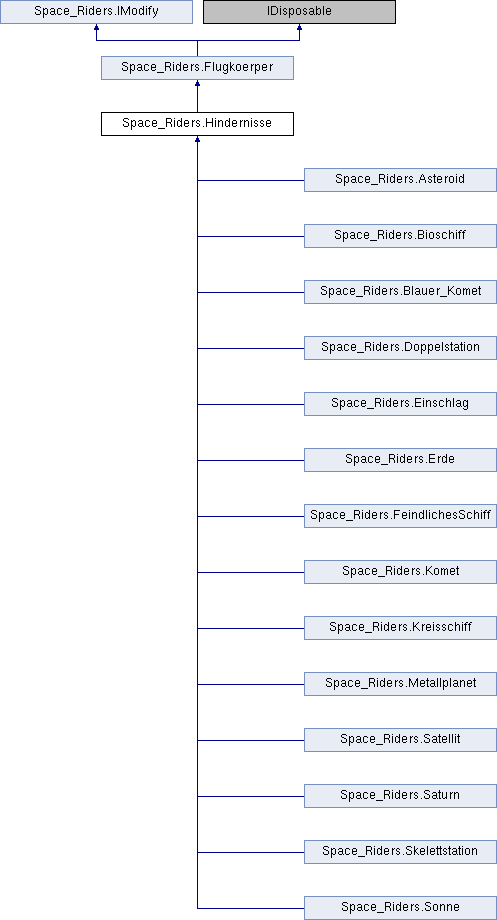 Space_Riders.IModify
IDisposable
Space_Riders.Flugkoerper
Space_Riders.Hindernisse
Space_Riders.Asteroid
Space_Riders.Bioschiff
Space_Riders.Blauer_Komet
Space_Riders.Doppelstation
Space_Riders.Einschlag
Space_Riders.Erde
Space_Riders.FeindlichesSchiff
Space_Riders.Komet
Space_Riders.Kreisschiff
Space_Riders.Metallplanet
Space_Riders.Satellit
Space_Riders.Saturn
Space_Riders.Skelettstation
Space_Riders.Sonne